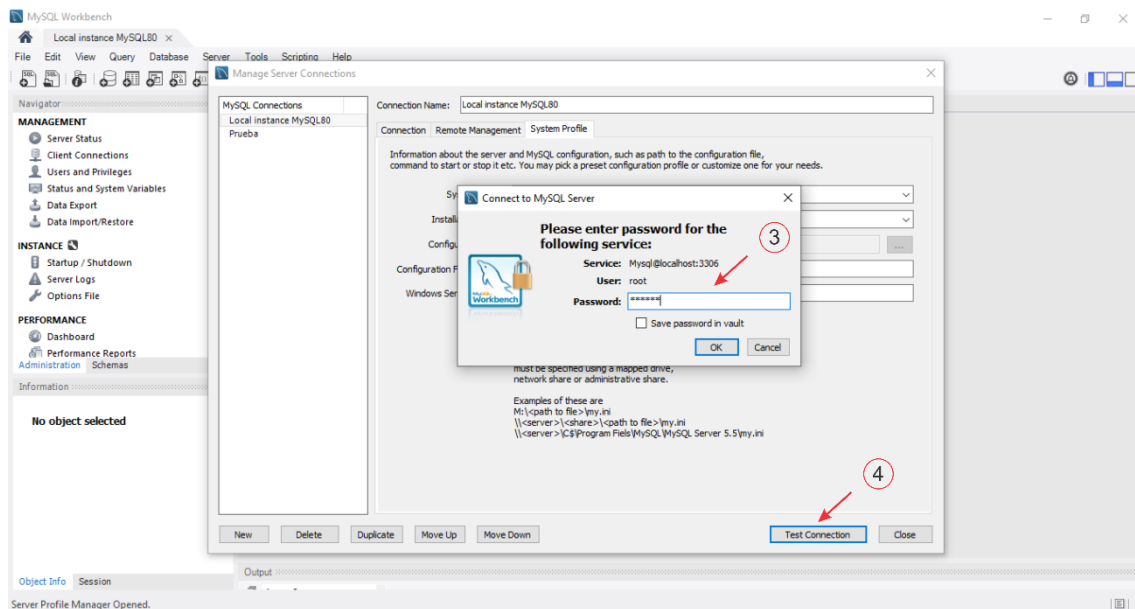 MySQL Workbench
Local instance MySQL80
File Edit View Query Database Server Tools Scripting Help
Navigator
MANAGEMENT
Server Status
Client Connections
Users and Privileges
Status and System Variables
Data Export
Data Import/Restore
INSTANCE
Startup / Shutdown
Server Logs
Options File
PERFORMANCE
Dashboard
Performance Reports
Administration Schemas
Information
No object selected
Object Info Session
Server Profile Manager Opened.
Manage Server Connections
MySQL Connections
Local instance MySQL80
Prueba
Connection Name: Local instance MySQL80
Connection Remote Management System Profile
Information about the server and MySQL configuration, such as path to the configuration file,
command to start or stop it etc. You may pick a preset configuration profile or customize one for your needs.
Sy
Install
Configu
Configuration F
Windows Ser
...
Connect to MySQL Server
Please enter password for the
following service:
Service: Mysql@localhost:3306
User: root
Password: ******
Save password in vault
OK Cancel
MySQL
Workbench
3
must be specified using a mapped drive,
network share or administrative share.
Examples of these are
M:\<path to file>\my.ini
\\<server>\<share>\<path to file>\my.ini
\\<server>\C$\Program Fiels\MySQL\MySQL Server 5.5\my.ini
4
New Delete Duplicate Move Up Move Down Test Connection Close
Output